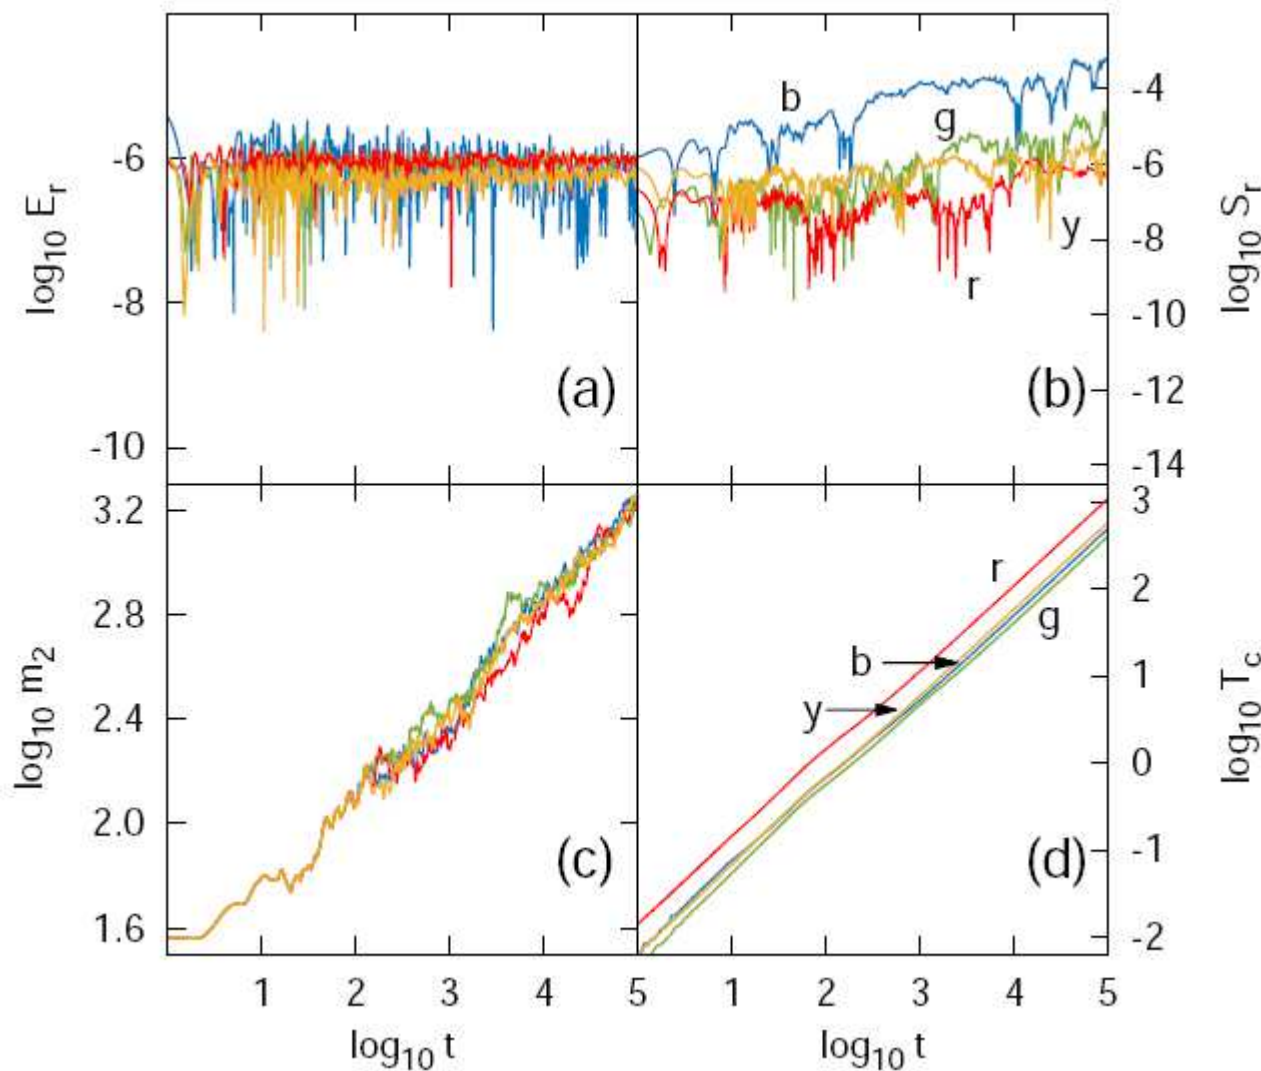 log10 Er
-6
-8
-10
(a)
b
g
y
r
(b)
-4
-6
-8
-10
-12
-14
log10 Sr
log10 m2
3.2
2.8
2.4
2.0
1.6
(c)
r
b
g
y
(d)
3
2
1
0
-1
-2
log10 Tc
1 2 3 4 5 1 2 3 4 5
log10 t log10 t